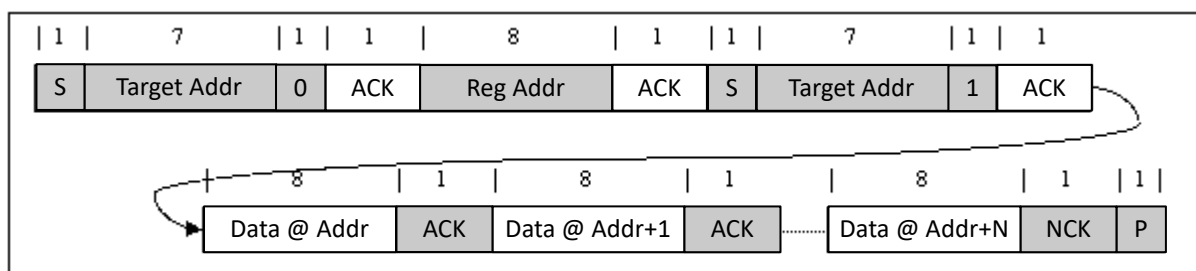 | 1 | 7 | 1 | 1 | 8 | 1 | 1 | 7 | 1 | 1
S Target Addr 0 ACK Reg Addr ACK S Target Addr 1 ACK
| 8 | 1 | 8 | 1 | 8 | 1 | 1 |
Data @ Addr ACK Data @ Addr+1 ACK Data @ Addr+N NCK P